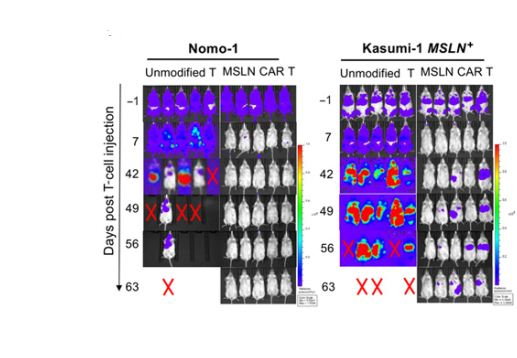 Nomo-1
Kasumi-1 MSLN+
Unmodified T
MSLN CAR T
Unmodified T
MSLN CAR T
Days post T-cell injection
-1
7
42
49
56
63
-1
7
42
49
56
63